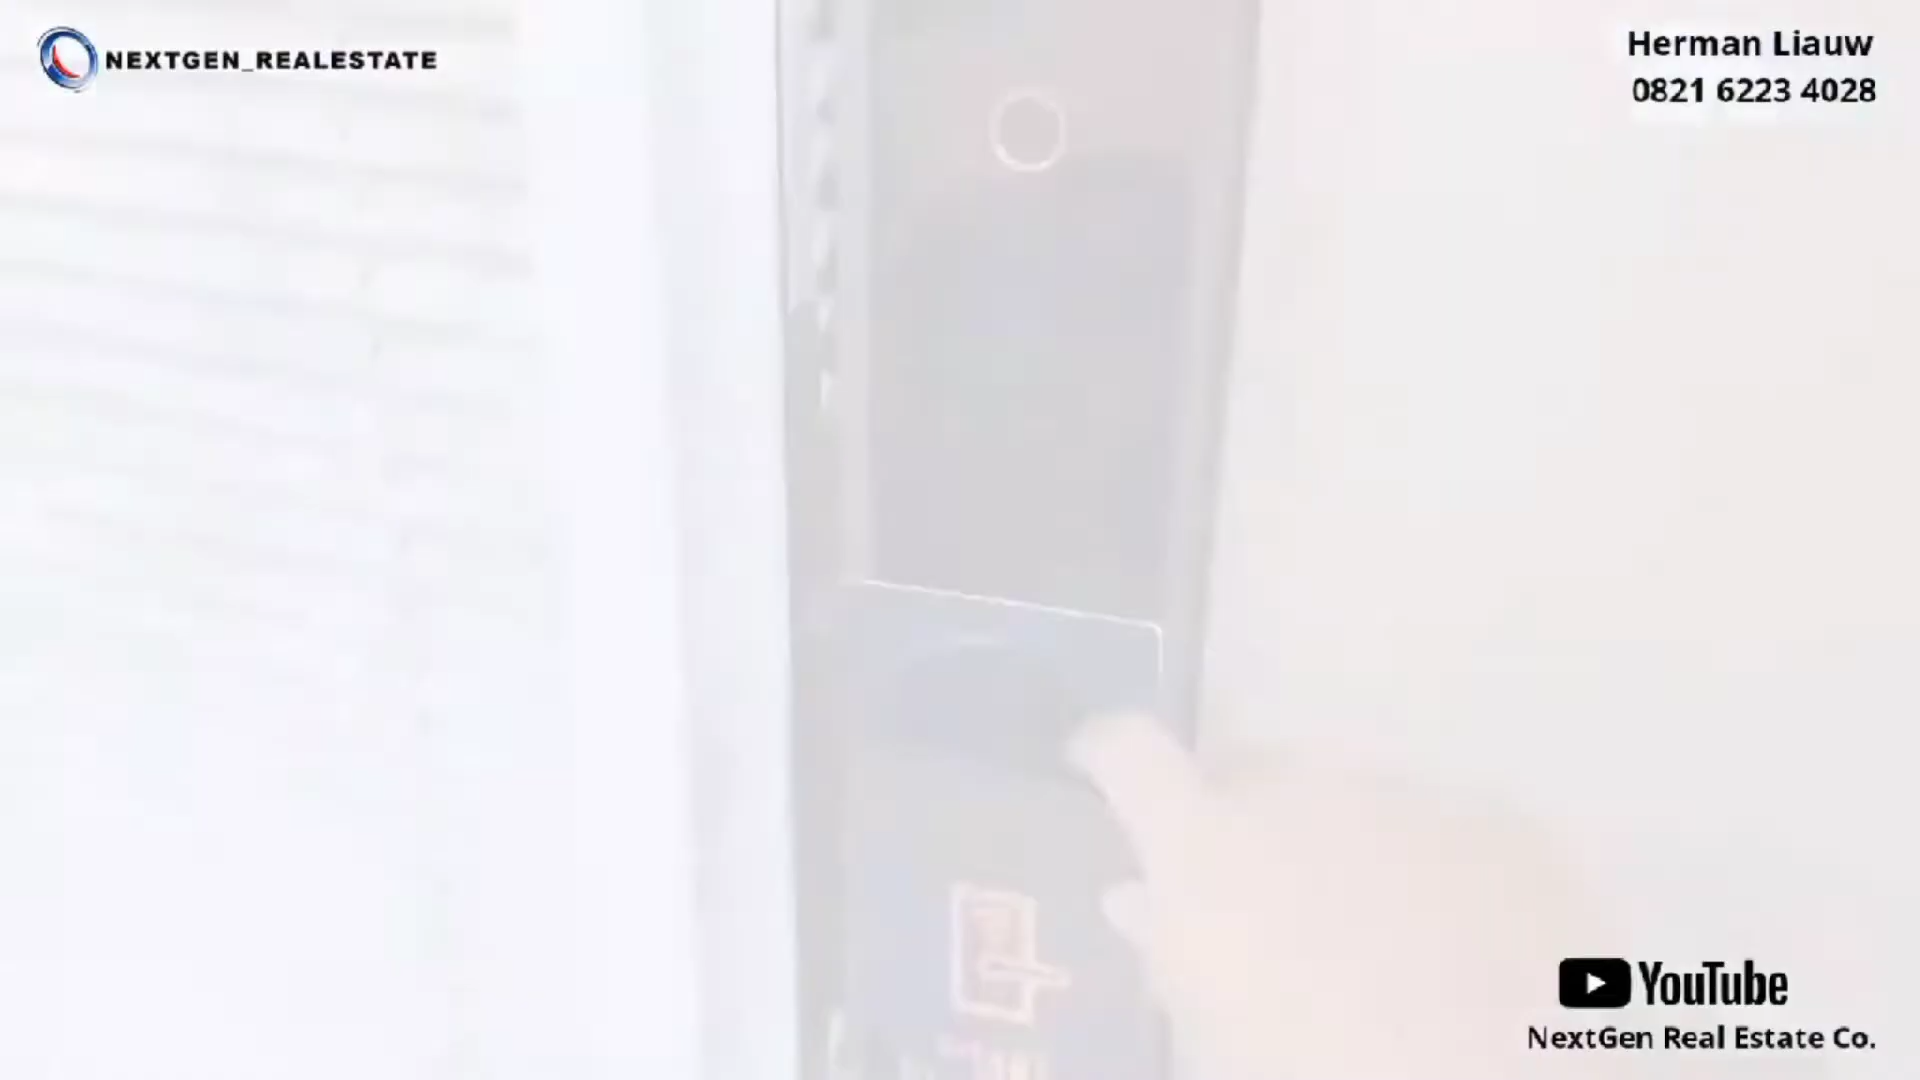 NEXTGEN_REALESTATE
Herman Liauw
0821 6223 4028
YouTube
NextGen Real Estate Co.